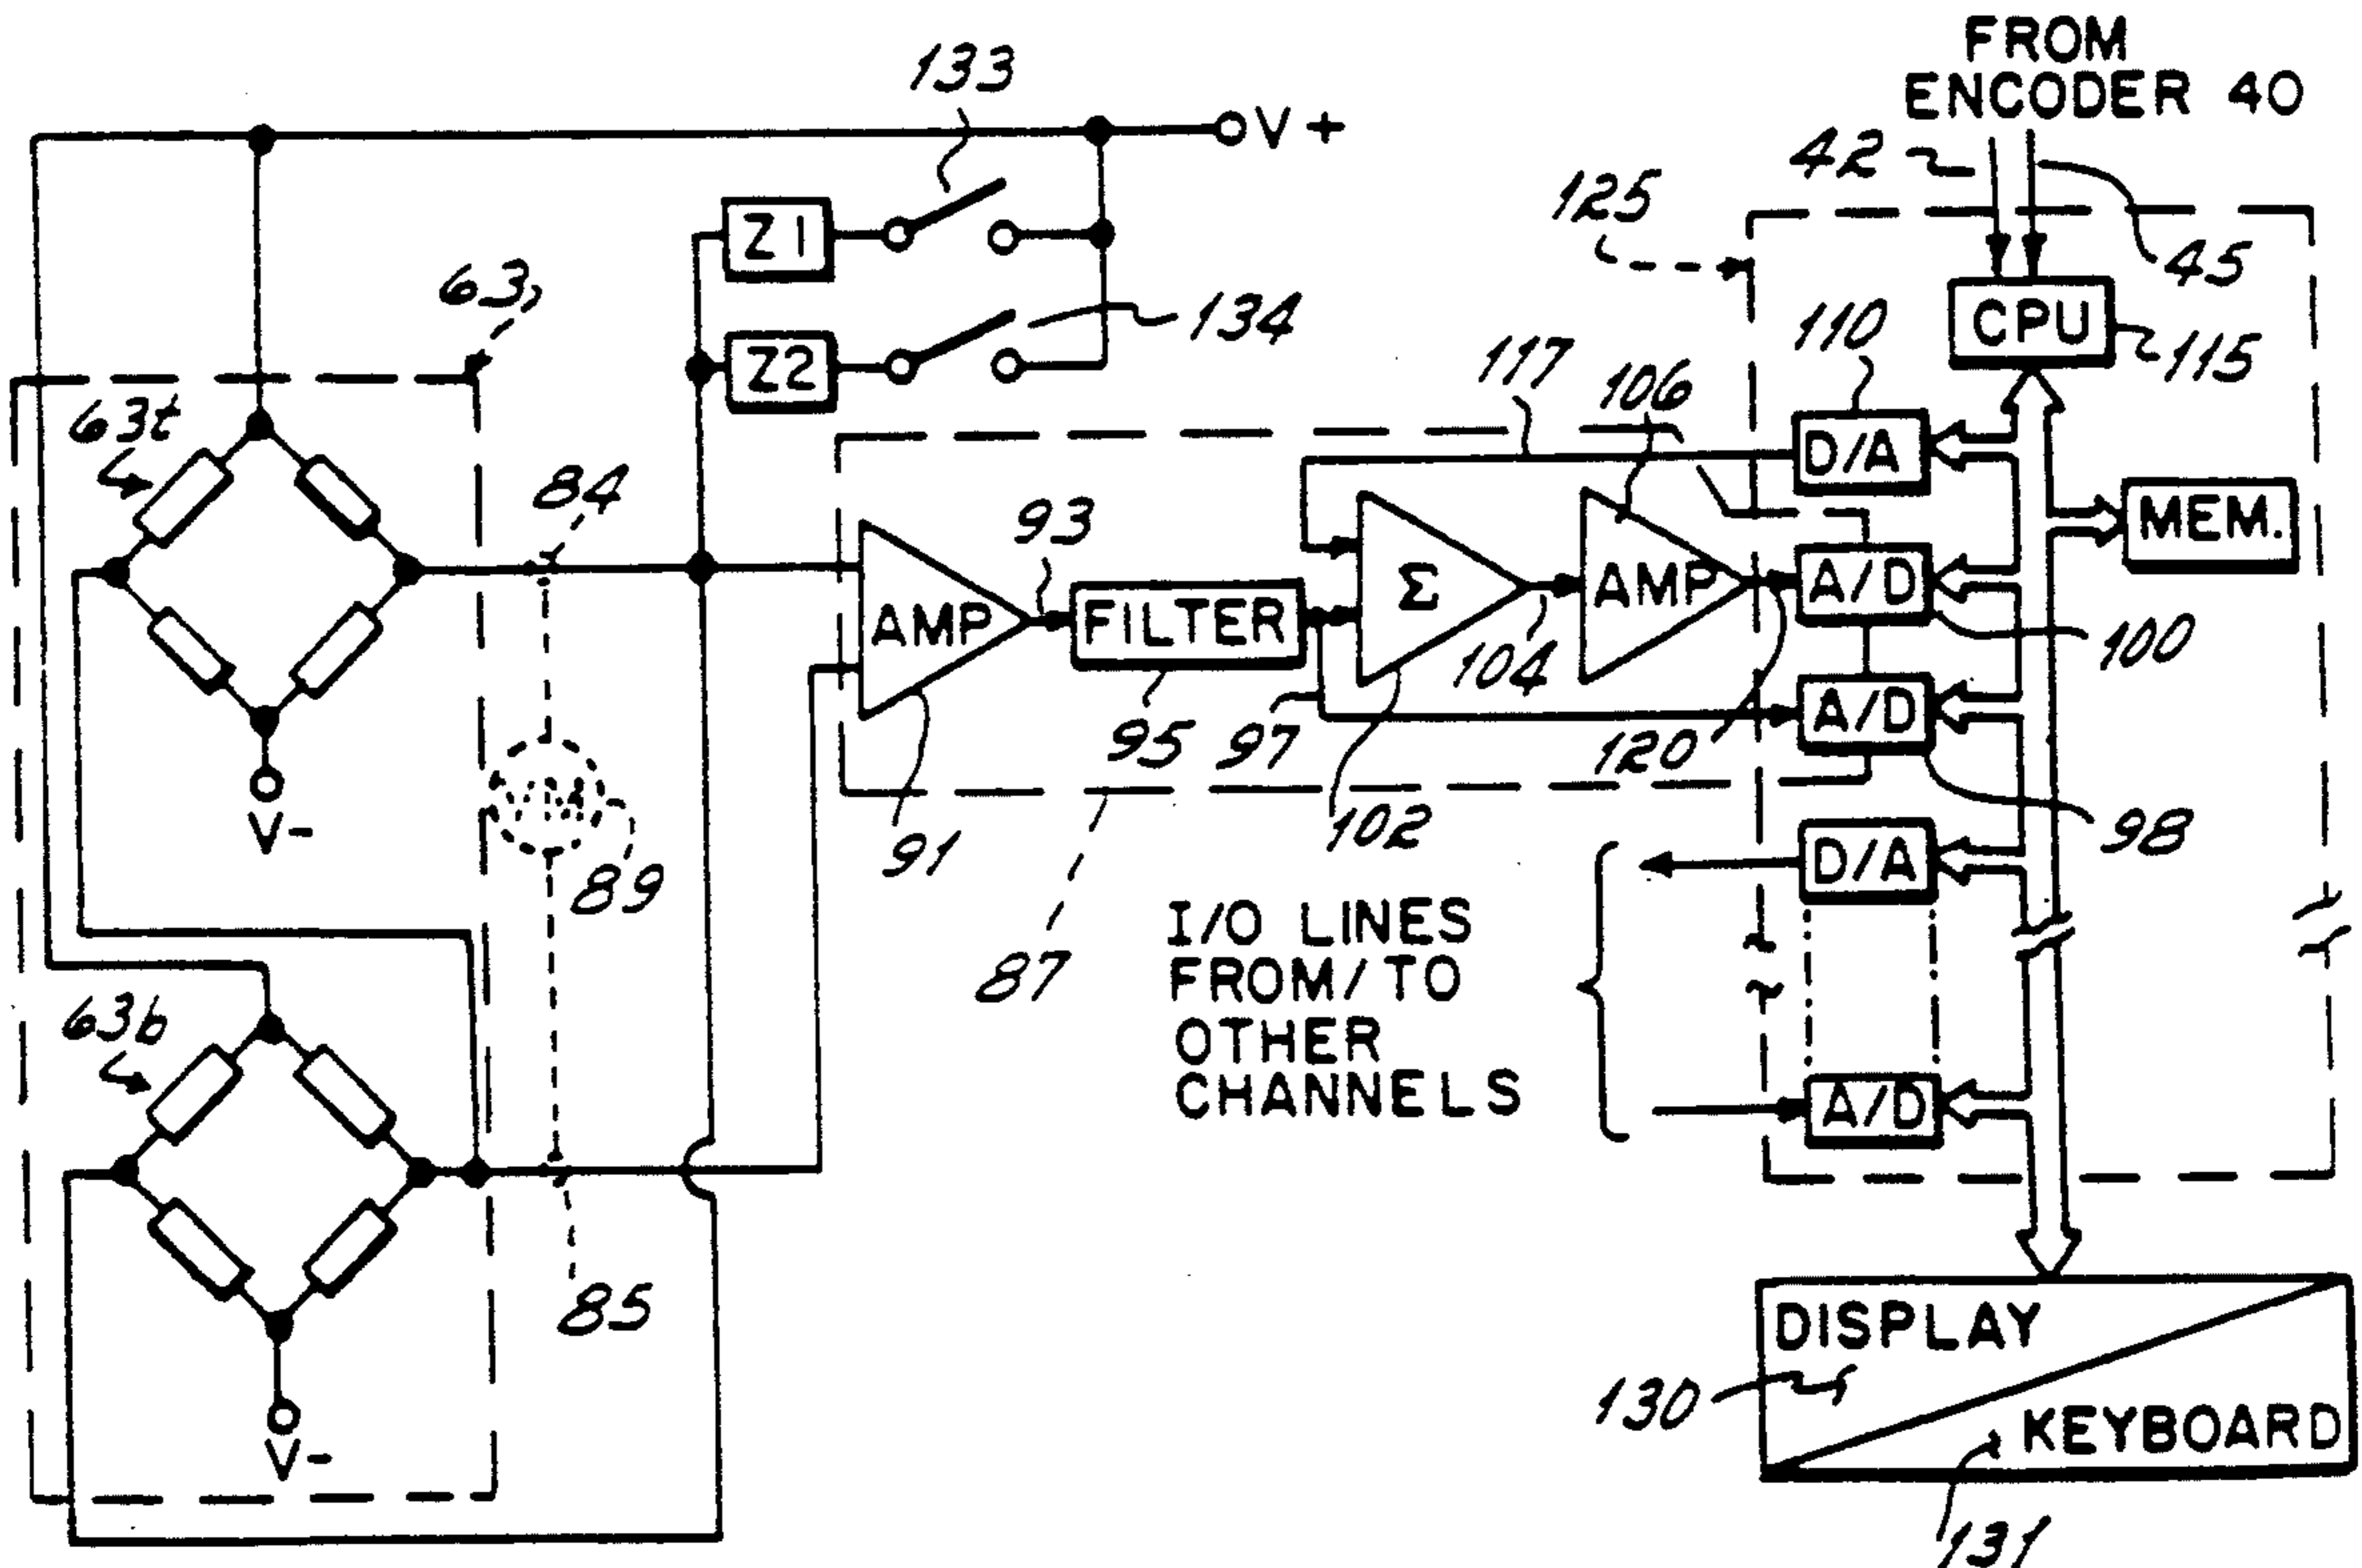 FROM
ENCODER 40
133
V+
42
125
45
Z1
63
134
110
CPU
115
Z2
117
106
63t
D/A
84
93
MEM.
AMP
FILTER
Σ
AMP
A/D
104
100
A/D
95
97
120
V-
102
98
91
89
D/A
I/O LINES
FROM/TO
OTHER
CHANNELS
87
63b
A/D
85
DISPLAY
130
KEYBOARD
V-
131